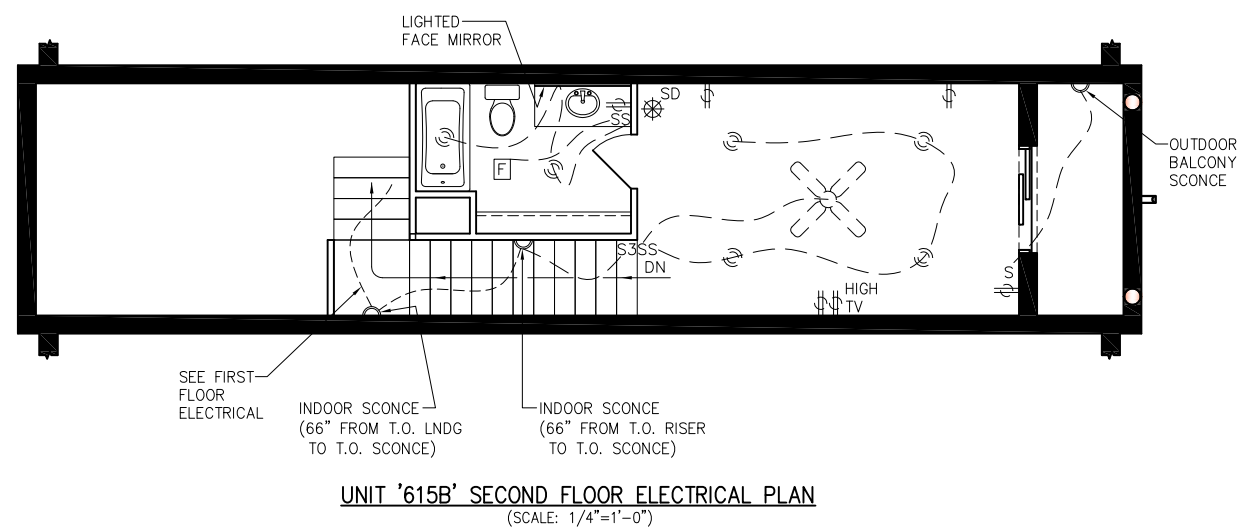 LIGHTED
FACE MIRROR
SD
SS
F
OUTDOOR
BALCONY
SCONCE
S3SS
DN
S
HIGH
TV
SEE FIRST
FLOOR
ELECTRICAL
INDOOR SCONCE
(66" FROM T.O. LNDG
TO T.O. SCONCE)
INDOOR SCONCE
(66" FROM T.O. RISER
TO T.O. SCONCE)
UNIT '615B' SECOND FLOOR ELECTRICAL PLAN
(SCALE: 1/4"=1'-0")